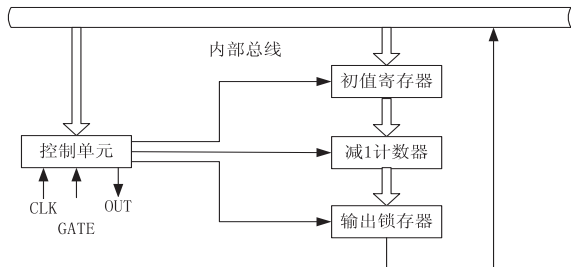 内部总线
初值寄存器
控制单元
减1计数器
CLK
OUT
GATE
输出锁存器